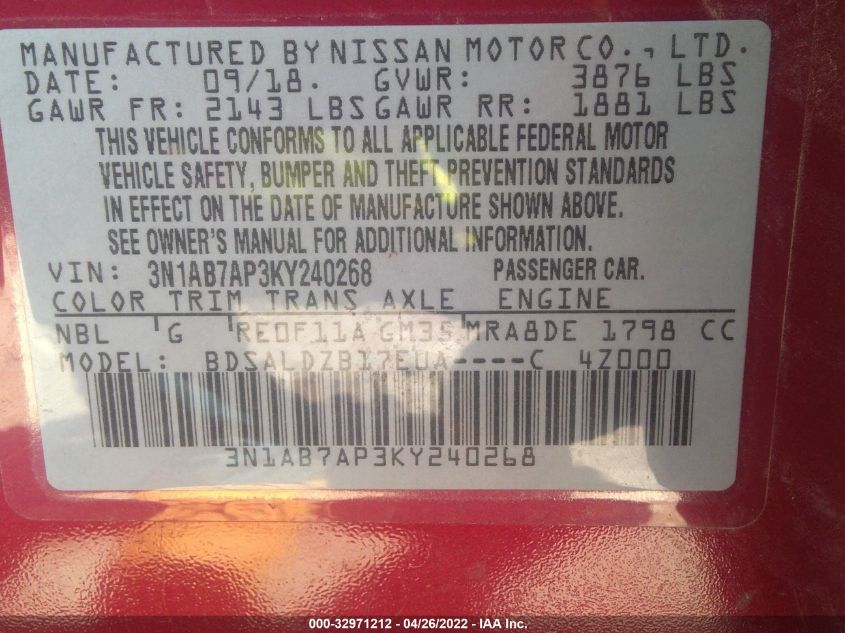 MANUFACTURED BY NISSAN MOTOR CO., LTD.
DATE: 09/18. GVWR: 3876 LBS
GAWR FR: 2143 LBS GAWR RR: 1881 LBS
THIS VEHICLE CONFORMS TO ALL APPLICABLE FEDERAL MOTOR
VEHICLE SAFETY, BUMPER AND THEFT PREVENTION STANDARDS
IN EFFECT ON THE DATE OF MANUFACTURE SHOWN ABOVE.
SEE OWNER'S MANUAL FOR ADDITIONAL INFORMATION.
VIN: 3N1AB7AP3KY240268 PASSENGER CAR.
COLOR TRIM TRANS AXLE ENGINE
NBL G RE0F11A GM35 MRA8DE 1798 CC
MODEL: BDSALDZB17EUA----C 4Z000
3N1AB7AP3KY240268
000-32971212 - 04/26/2022 - IAA Inc.